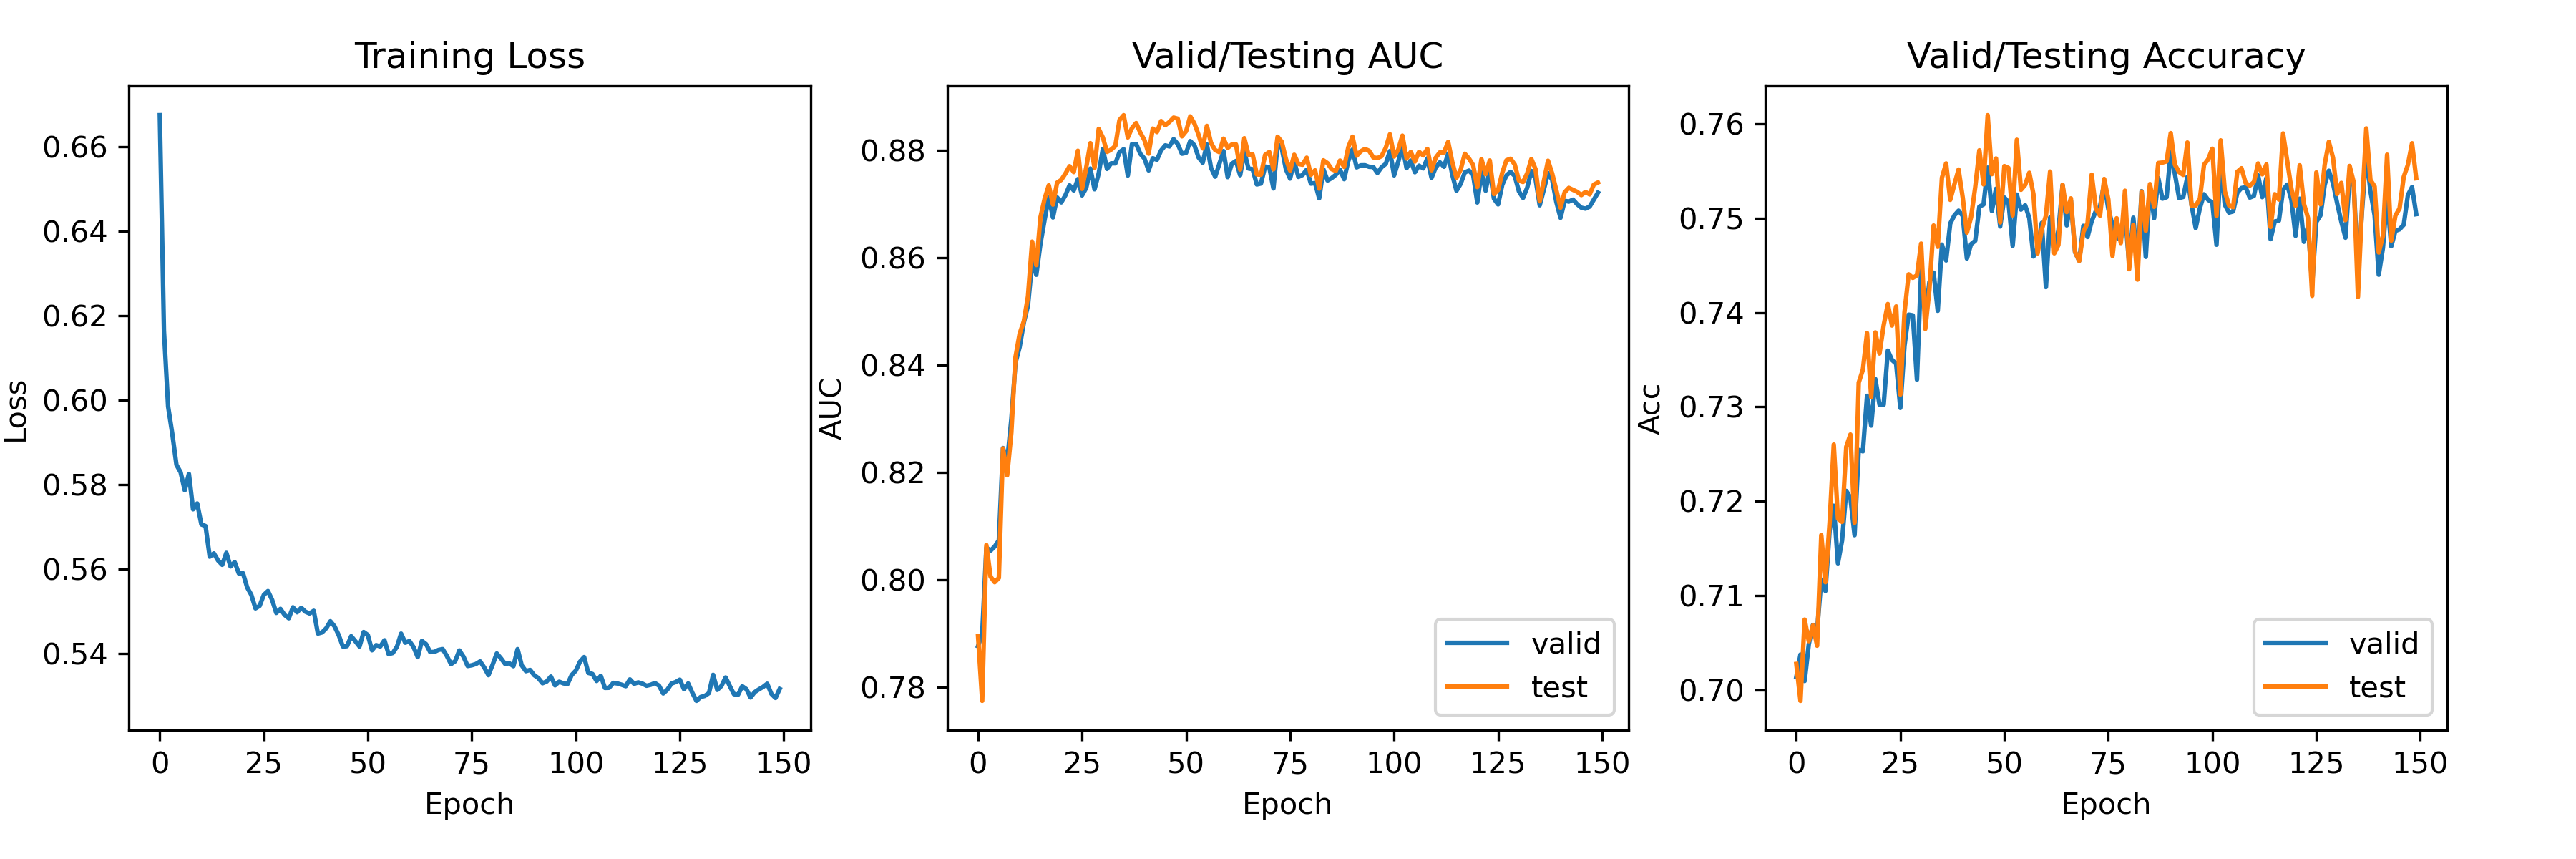 Training Loss
Loss
0.66
0.64
0.62
0.60
0.58
0.56
0.54
0 25 50 75 100 125 150
Epoch
Valid/Testing AUC
AUC
0.88
0.86
0.84
0.82
0.80
0.78
valid
test
0 25 50 75 100 125 150
Epoch
Valid/Testing Accuracy
Acc
0.76
0.75
0.74
0.73
0.72
0.71
0.70
valid
test
0 25 50 75 100 125 150
Epoch